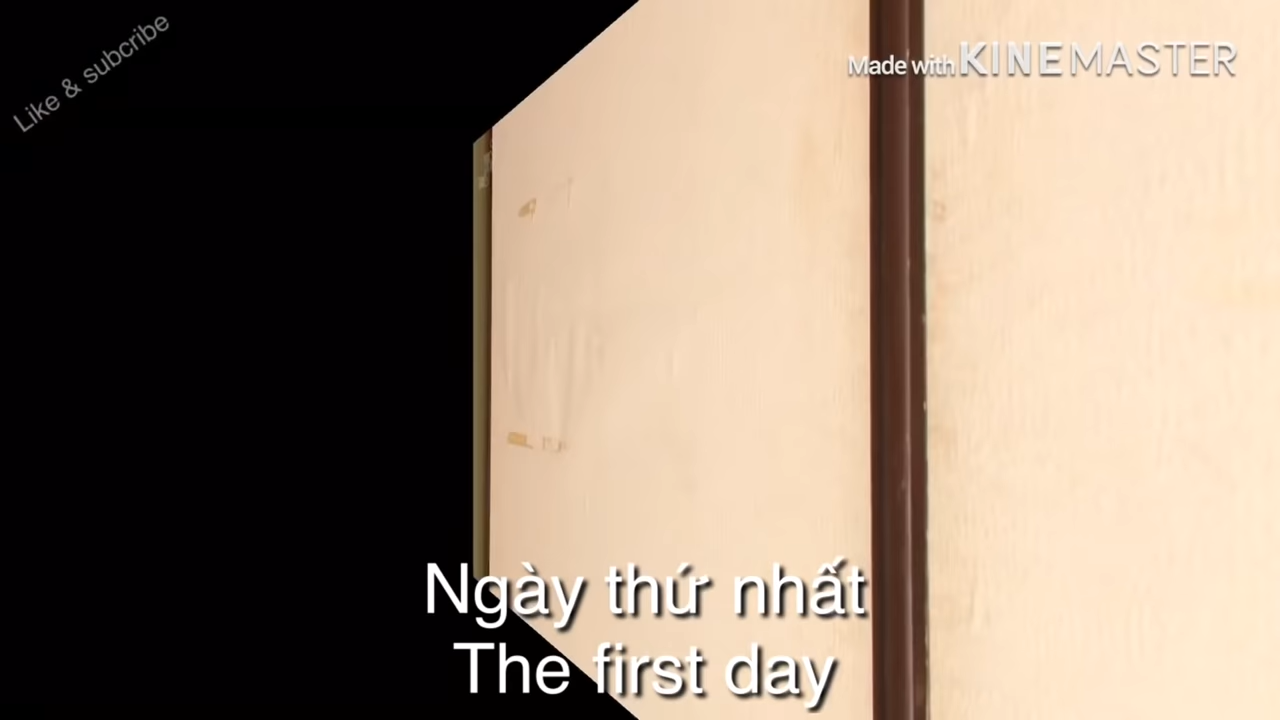 Like & subcribe
Made with KINEMASTER
Ngày thứ nhất
The first day